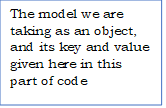 The model we are
taking as an object,
and its key and value
given here in this
part of code